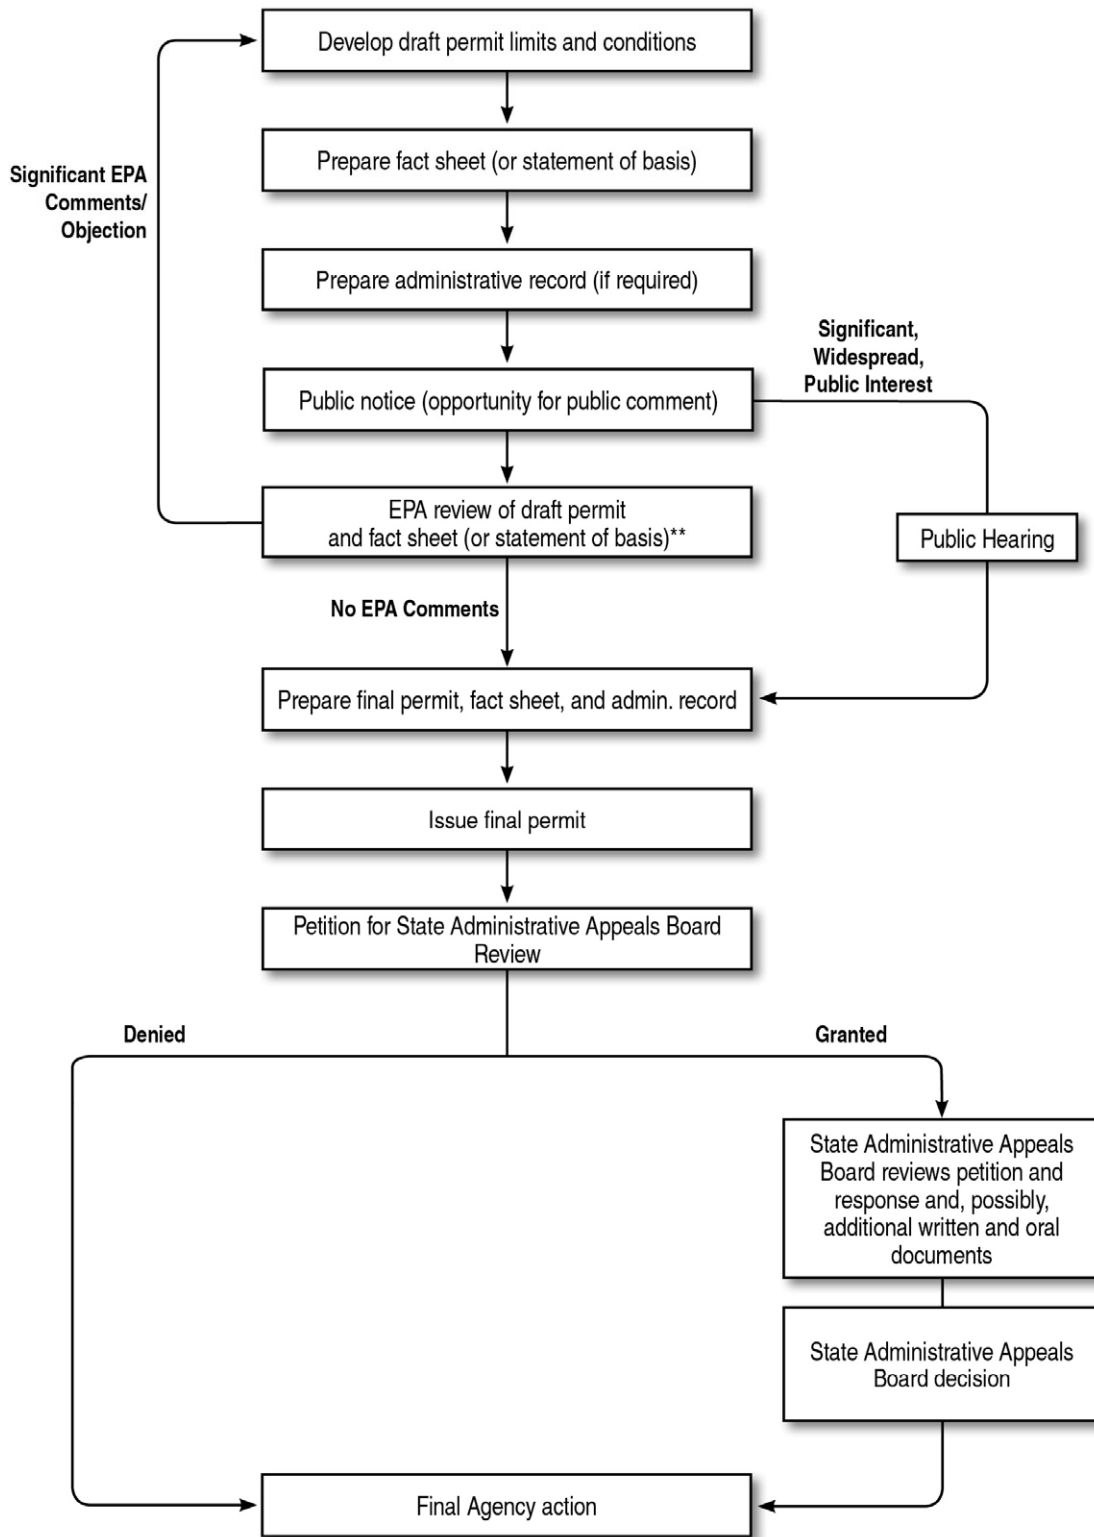 Develop draft permit limits and conditions
Prepare fact sheet (or statement of basis)
Significant EPA
Comments/
Objection
Prepare administrative record (if required)
Significant,
Widespread,
Public Interest
Public notice (opportunity for public comment)
EPA review of draft permit
and fact sheet (or statement of basis)**
Public Hearing
No EPA Comments
Prepare final permit, fact sheet, and admin. record
Issue final permit
Petition for State Administrative Appeals Board
Review
Denied
Granted
State Administrative Appeals
Board reviews petition and
response and, possibly,
additional written and oral
documents
State Administrative Appeals
Board decision
Final Agency action